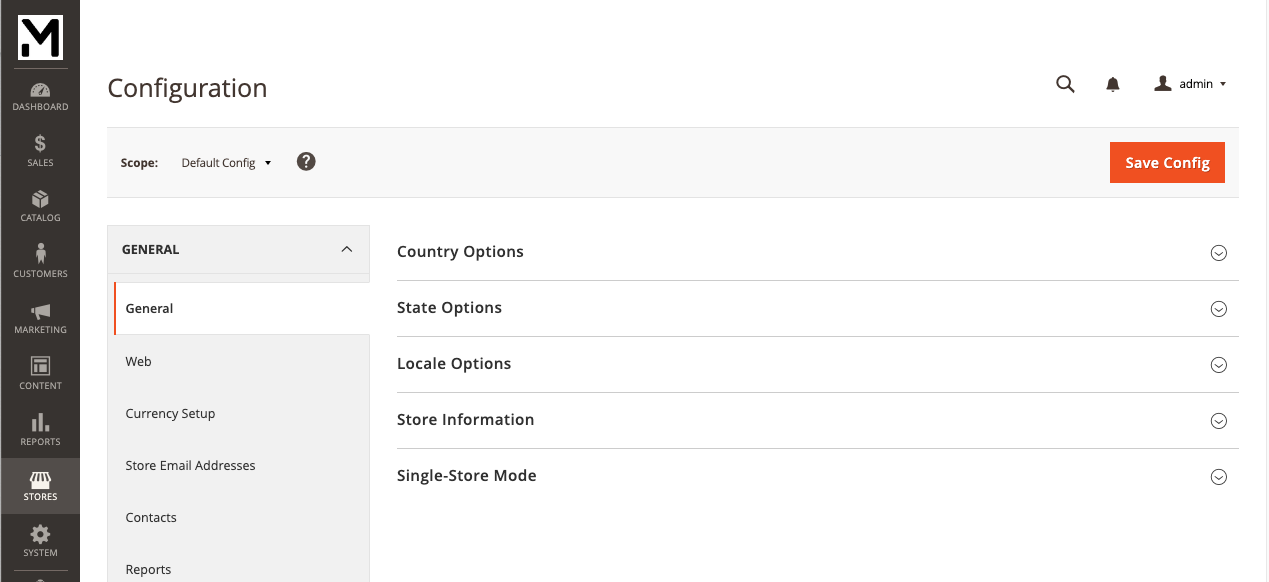 M
DASHBOARD
SALES
CATALOG
CUSTOMERS
MARKETING
CONTENT
REPORTS
STORES
SYSTEM
Configuration
admin
Scope: Default Config ?
Save Config
GENERAL
General
Web
Currency Setup
Store Email Addresses
Contacts
Reports
Country Options
State Options
Locale Options
Store Information
Single-Store Mode